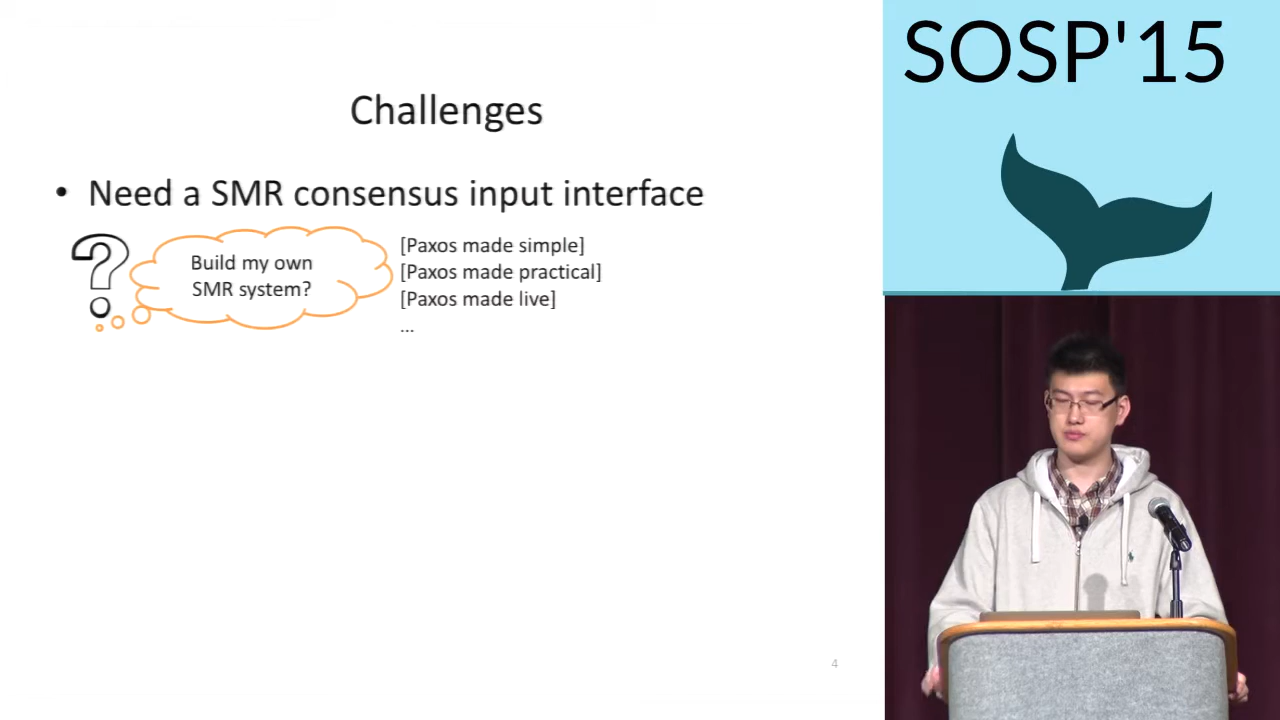 SOSP'15
Challenges
• Need a SMR consensus input interface
?
Build my own
SMR system?
[Paxos made simple]
[Paxos made practical]
[Paxos made live]
...
4